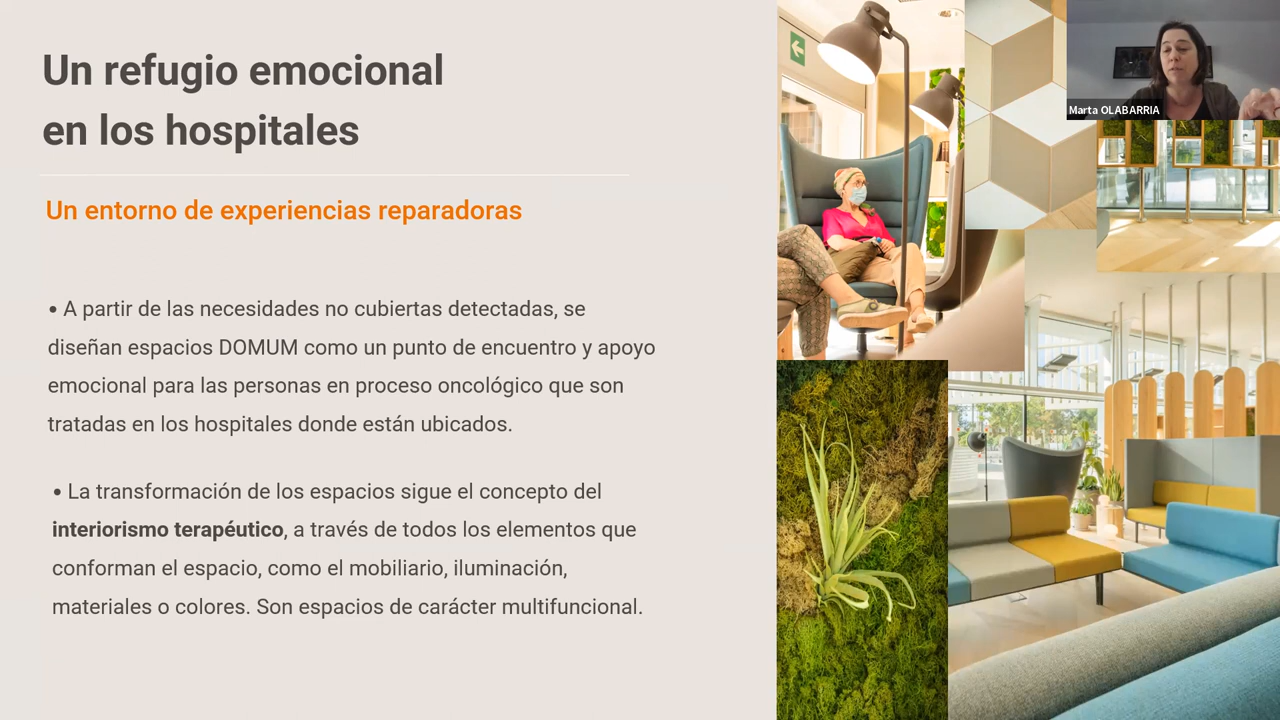 Un refugio emocional
en los hospitales
Un entorno de experiencias reparadoras
• A partir de las necesidades no cubiertas detectadas, se
diseñan espacios DOMUM como un punto de encuentro y apoyo
emocional para las personas en proceso oncológico que son
tratadas en los hospitales donde están ubicados.
• La transformación de los espacios sigue el concepto del
interiorismo terapéutico, a través de todos los elementos que
conforman el espacio, como el mobiliario, iluminación,
materiales o colores. Son espacios de carácter multifuncional.
Marta OLABARRIA